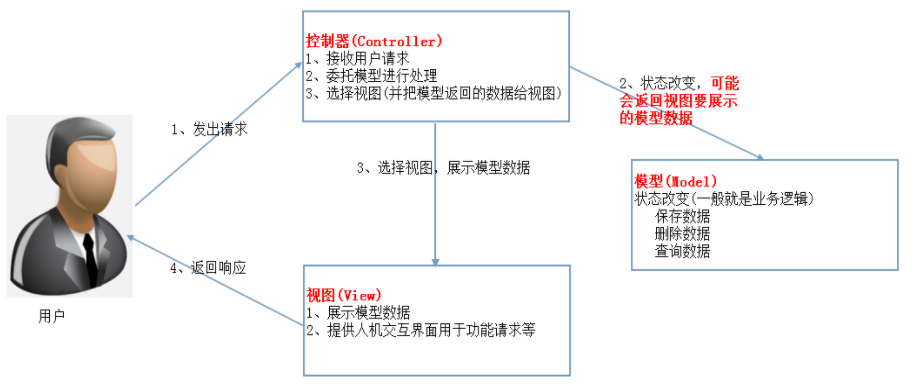 控制器(Controller)
1、接收用户请求
2、委托模型进行处理
3、选择视图(并把模型返回的数据给视图)
2、状态改变，可能
会返回视图要展示
的模型数据
1、发出请求
3、选择视图，展示模型数据
模型(Model)
状态改变(一般就是业务逻辑)
保存数据
删除数据
查询数据
4、返回响应
用户
视图(View)
1、展示模型数据
2、提供人机交互界面用于功能请求等